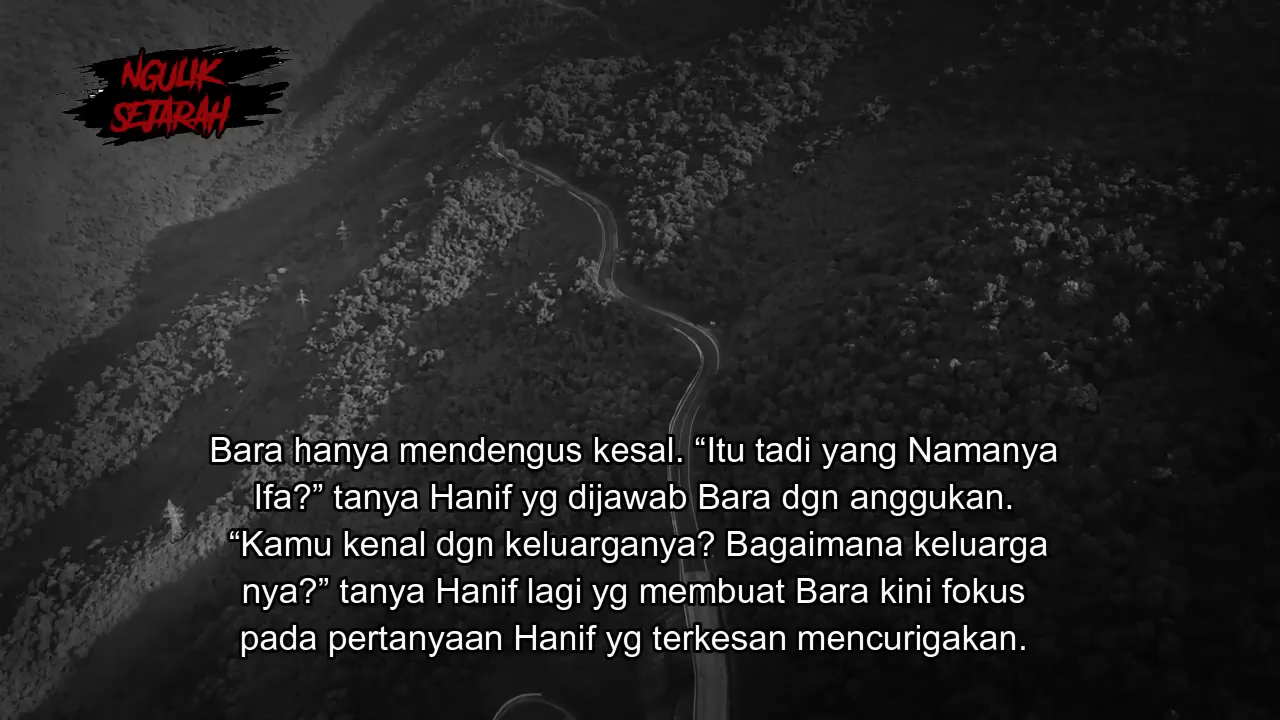 NGULIK
SEJARAH
Bara hanya mendengus kesal. “Itu tadi yang Namanya
Ifa?” tanya Hanif yg dijawab Bara dgn anggukan.
“Kamu kenal dgn keluarganya? Bagaimana keluarga
nya?” tanya Hanif lagi yg membuat Bara kini fokus
pada pertanyaan Hanif yg terkesan mencurigakan.